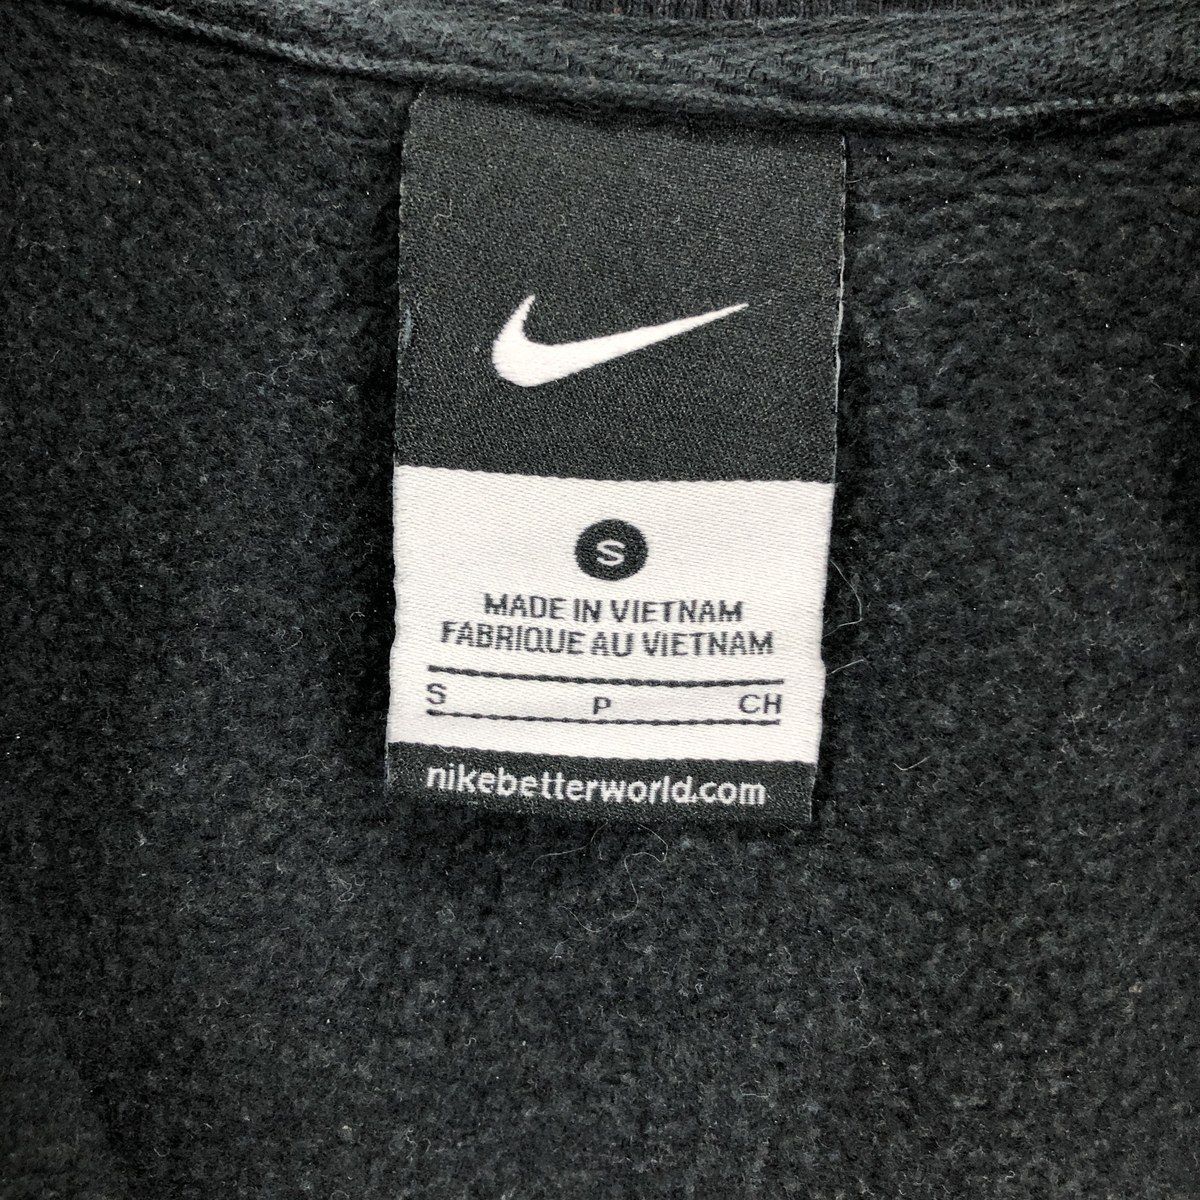 S
MADE IN VIETNAM
FABRIQUE AU VIETNAM
S P CH
nikebetterworld.com